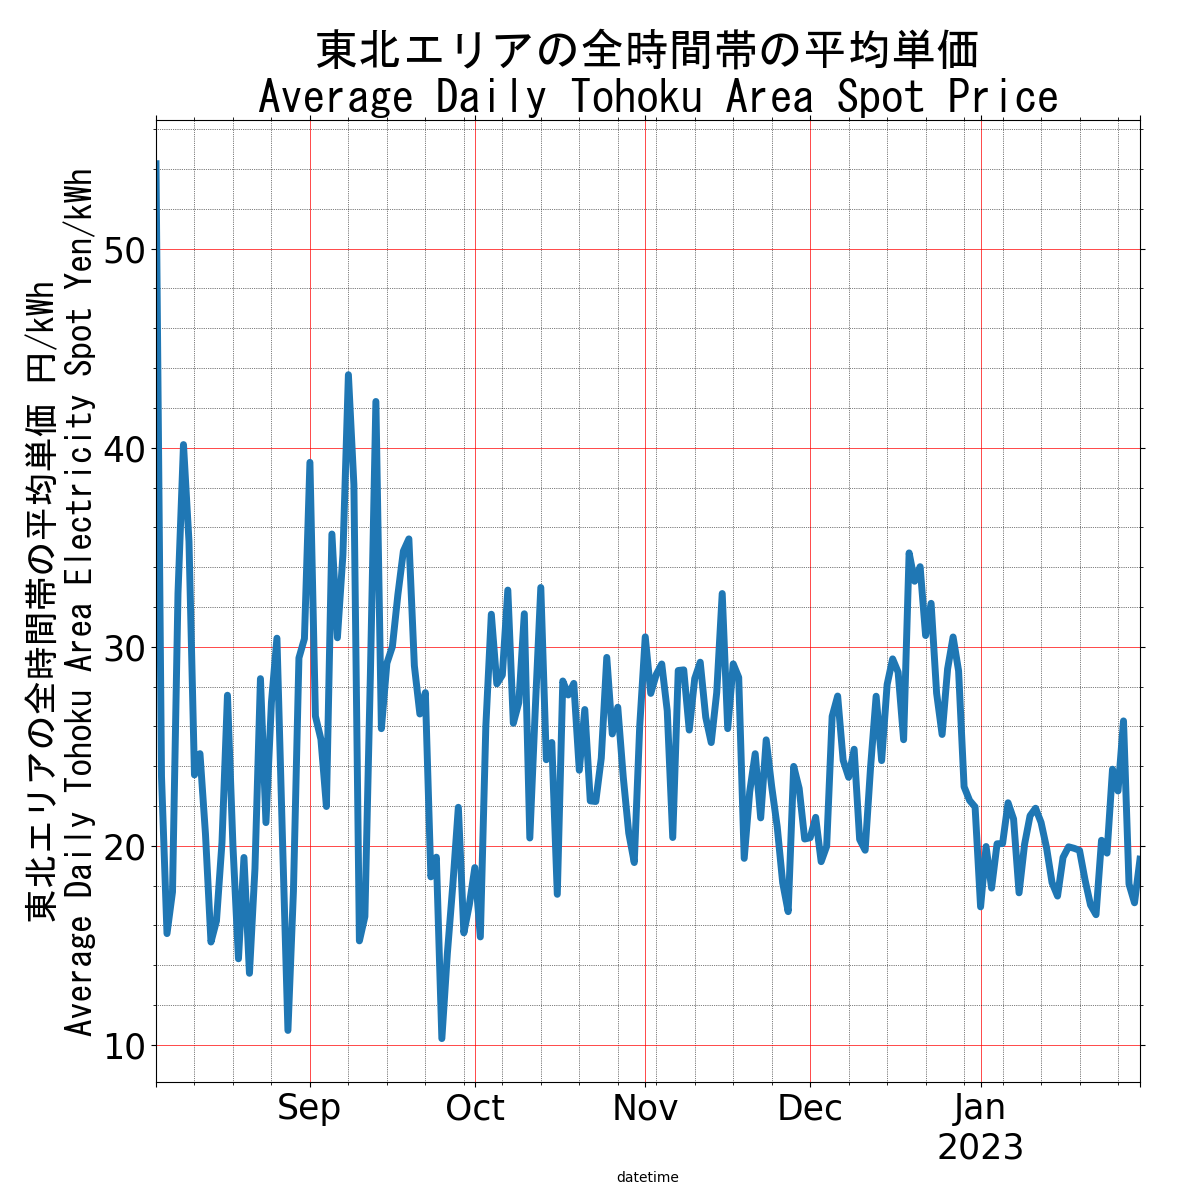 東北エリアの全時間帯の平均単価
Average Daily Tohoku Area Spot Price
東北エリアの全時間帯の平均単価 円/kWh
Average Daily Tohoku Area Electricity Spot Yen/kWh
50
40
30
20
10
Sep Oct Nov Dec Jan
2023
datetime